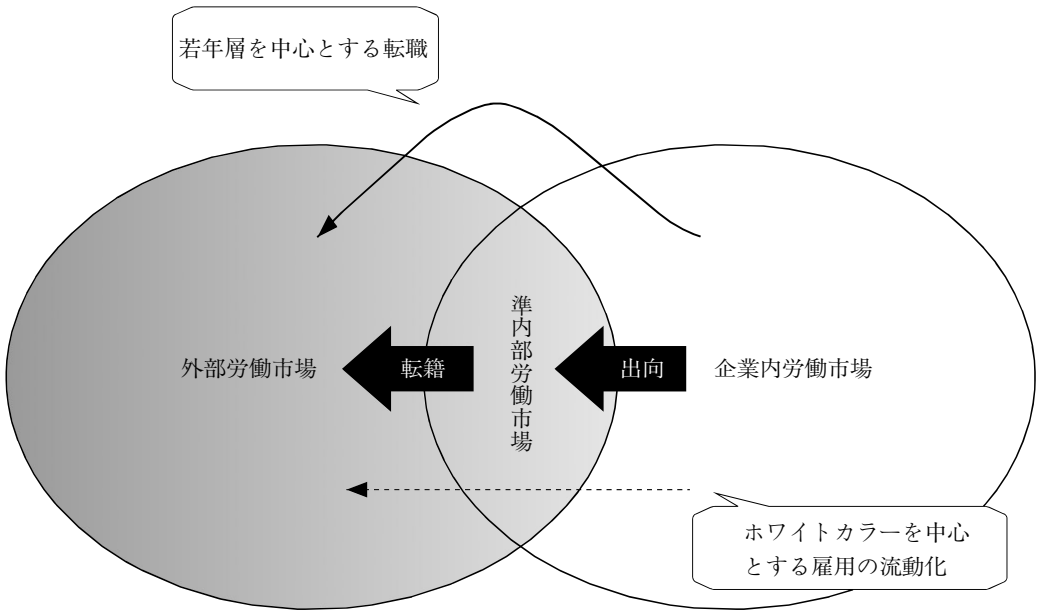 若年層を中心とする転職
外部労働市場
転籍
準内部労働市場
出向
企業内労働市場
ホワイトカラーを中心
とする雇用の流動化